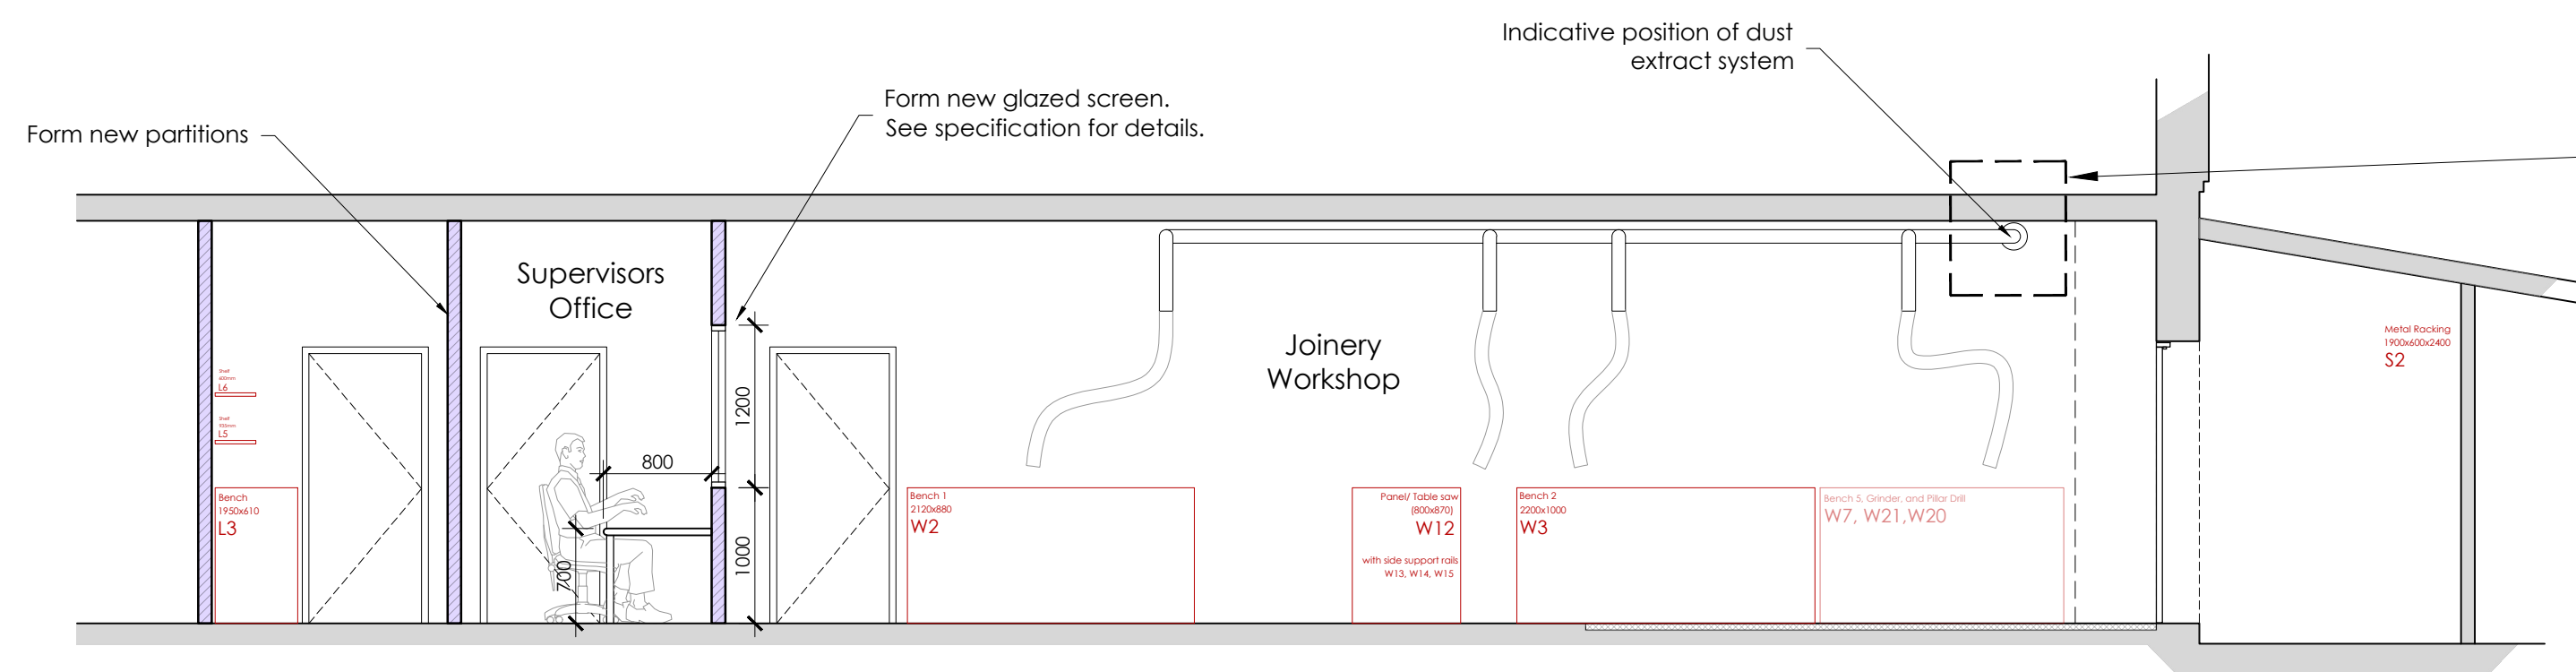 Indicative position of dust
extract system
Form new glazed screen.
See specification for details.
Form new partitions
Supervisors
Office
Joinery
Workshop
Metal Racking
1900x600x2400
S2
Shelf
600mm
L6
Shelf
L5
1200
800
Bench
1950x610
L3
700
1000
Bench 1
2120x880
W2
Panel/ Table saw
(800x870)
W12
with side support rails
W13, W14, W15
Bench 2
2200x1000
W3
Bench 5, Grinder, and Pillar Drill
W7, W21,W20